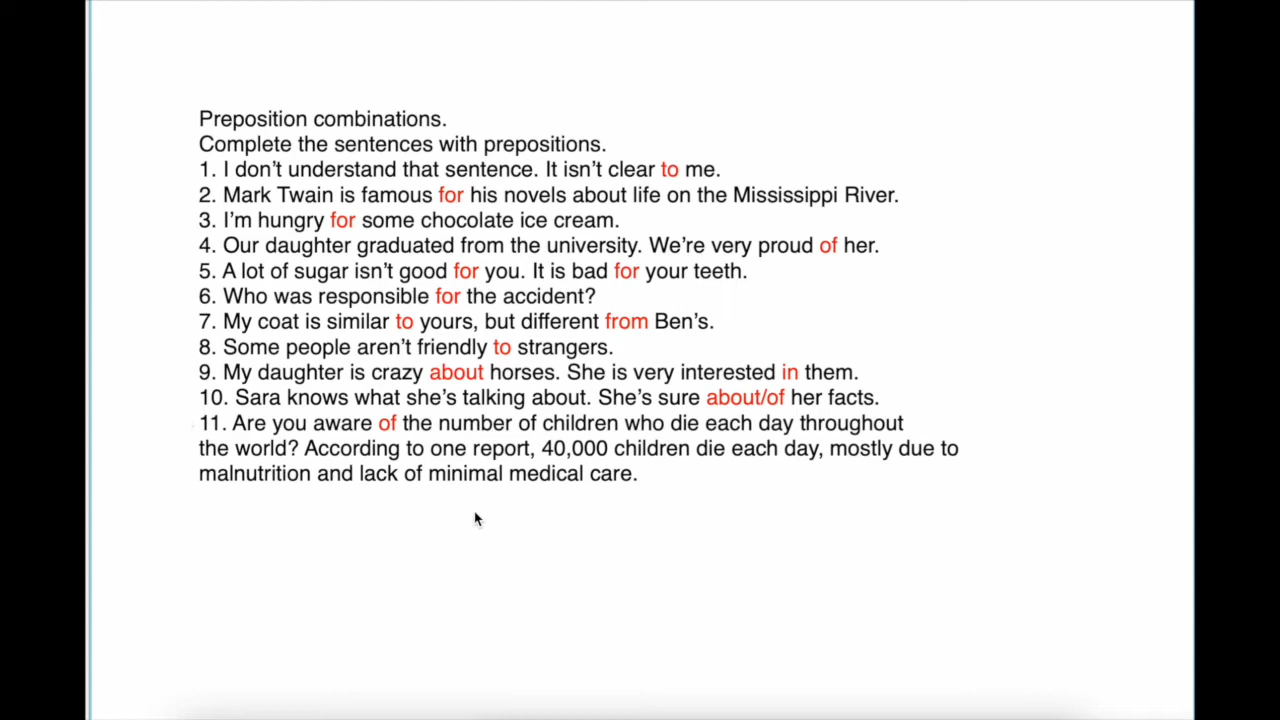 Preposition combinations.
Complete the sentences with prepositions.
1. I don’t understand that sentence. It isn’t clear to me.
2. Mark Twain is famous for his novels about life on the Mississippi River.
3. I’m hungry for some chocolate ice cream.
4. Our daughter graduated from the university. We’re very proud of her.
5. A lot of sugar isn’t good for you. It is bad for your teeth.
6. Who was responsible for the accident?
7. My coat is similar to yours, but different from Ben’s.
8. Some people aren’t friendly to strangers.
9. My daughter is crazy about horses. She is very interested in them.
10. Sara knows what she’s talking about. She’s sure about/of her facts.
11. Are you aware of the number of children who die each day throughout
the world? According to one report, 40,000 children die each day, mostly due to
malnutrition and lack of minimal medical care.